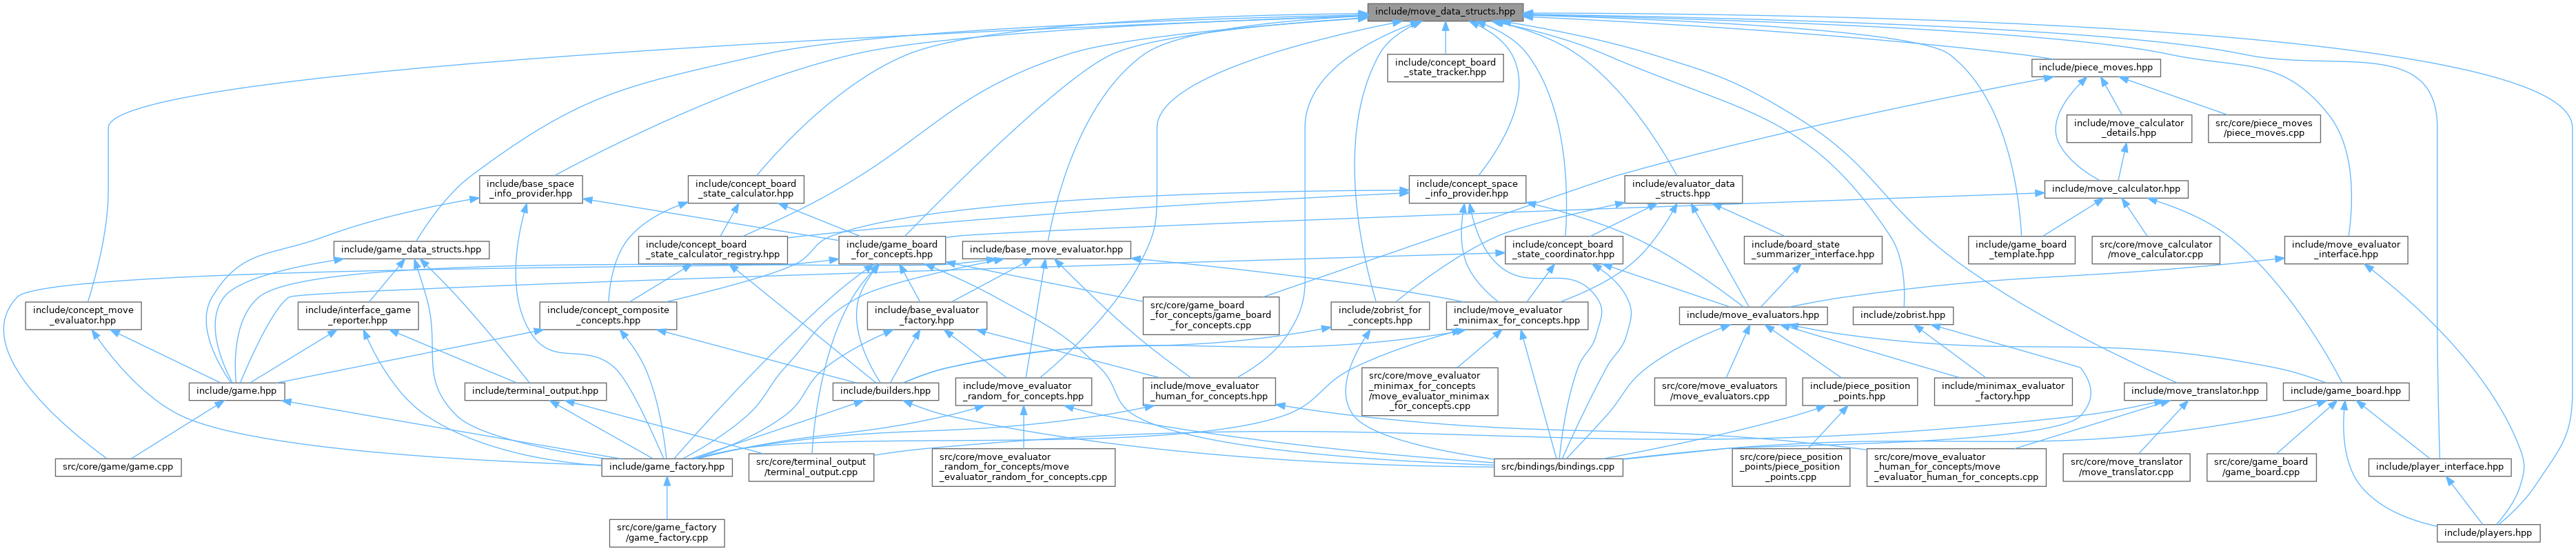 include/move_data_structs.hpp
include/concept_board
_state_tracker.hpp
include/piece_moves.hpp
include/move_calculator
_details.hpp
src/core/piece_moves
/piece_moves.cpp
include/base_space
_info_provider.hpp
include/concept_board
_state_calculator.hpp
include/concept_space
_info_provider.hpp
include/evaluator_data
_structs.hpp
include/move_calculator.hpp
include/game_data_structs.hpp
include/concept_board
_state_calculator_registry.hpp
include/game_board
_for_concepts.hpp
include/base_move_evaluator.hpp
include/concept_board
_state_coordinator.hpp
include/board_state
_summarizer_interface.hpp
include/game_board
_template.hpp
src/core/move_calculator
/move_calculator.cpp
include/move_evaluator
_interface.hpp
include/concept_move
_evaluator.hpp
include/interface_game
_reporter.hpp
include/concept_composite
_concepts.hpp
include/base_evaluator
_factory.hpp
src/core/game_board
_for_concepts/game_board
_for_concepts.cpp
include/zobrist_for
_concepts.hpp
include/move_evaluator
_minimax_for_concepts.hpp
include/move_evaluators.hpp
include/zobrist.hpp
include/game.hpp
include/terminal_output.hpp
include/builders.hpp
include/move_evaluator
_random_for_concepts.hpp
include/move_evaluator
_human_for_concepts.hpp
src/core/move_evaluator
_minimax_for_concepts
/move_evaluator_minimax
_for_concepts.cpp
src/core/move_evaluators
/move_evaluators.cpp
include/piece_position
_points.hpp
include/minimax_evaluator
_factory.hpp
include/move_translator.hpp
include/game_board.hpp
src/core/game/game.cpp
include/game_factory.hpp
src/core/terminal_output
/terminal_output.cpp
src/core/move_evaluator
_random_for_concepts/move
_evaluator_random_for_concepts.cpp
src/bindings/bindings.cpp
src/core/piece_position
_points/piece_position
_points.cpp
src/core/move_evaluator
_human_for_concepts/move
_evaluator_human_for_concepts.cpp
src/core/move_translator
/move_translator.cpp
src/core/game_board
/game_board.cpp
include/player_interface.hpp
src/core/game_factory
/game_factory.cpp
include/players.hpp